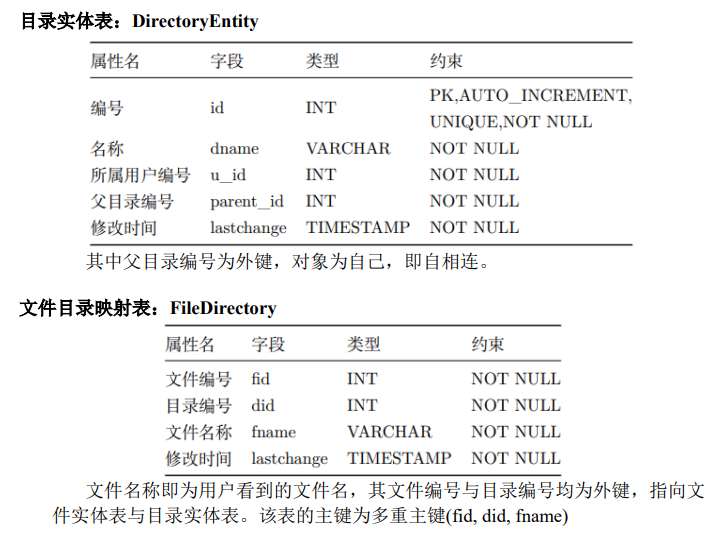 目录实体表：DirectoryEntity
属性名 字段 类型 约束
编号 id INT PK,AUTO_INCREMENT,
UNIQUE,NOT NULL
名称 dname VARCHAR NOT NULL
所属用户编号 u_id INT NOT NULL
父目录编号 parent_id INT NOT NULL
修改时间 lastchange TIMESTAMP NOT NULL
其中父目录编号为外键，对象为自己，即自相连。
文件目录映射表：FileDirectory
属性名 字段 类型 约束
文件编号 fid INT NOT NULL
目录编号 did INT NOT NULL
文件名称 fname VARCHAR NOT NULL
修改时间 lastchange TIMESTAMP NOT NULL
文件名称即为用户看到的文件名，其文件编号与目录编号均为外键，指向文
件实体表与目录实体表。该表的主键为多重主键(fid, did, fname)